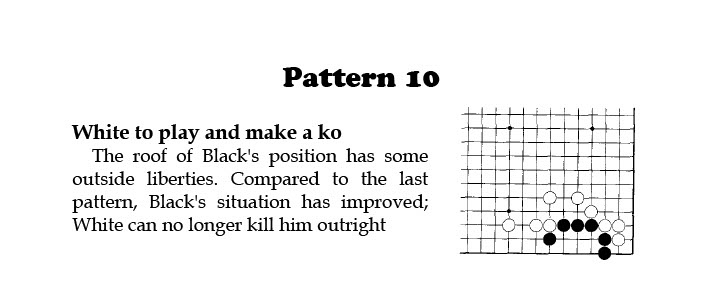 Pattern 10
White to play and make a ko
The roof of Black's position has some
outside liberties. Compared to the last
pattern, Black's situation has improved;
White can no longer kill him outright